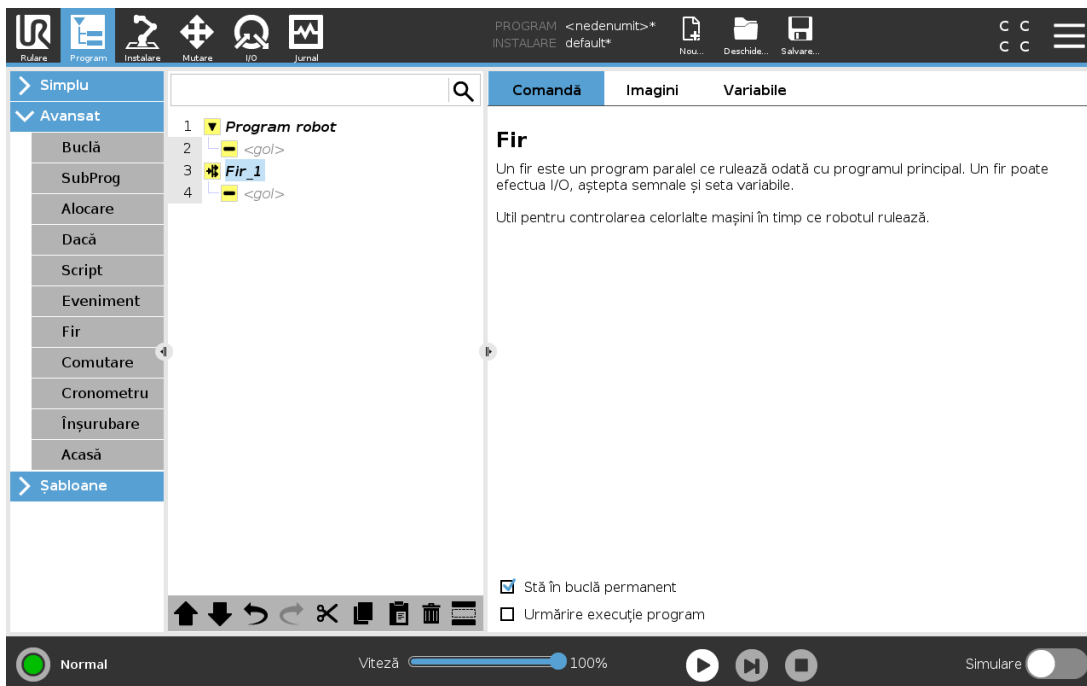 UR
Rulare
Program
Instalare
Mutare
I/O
Jurnal
PROGRAM <nedenumit>*
INSTALARE default*
Nou...
Deschide...
Salvare...
C C
C C
Simplu
Avansat
Buclă
SubProg
Alocare
Dacă
Script
Eveniment
Fir
Comutare
Cronometru
Înșurubare
Acasă
Șabloane
1 Program robot
2 <gol>
3 Fir_1
4 <gol>
Comandă Imagini Variabile
Fir
Un fir este un program paralel ce rulează odată cu programul principal. Un fir poate
efectua I/O, aștepta semnale și seta variabile.
Util pentru controlarea celorlalte mașini în timp ce robotul rulează.
Stă în buclă permanent
Urmărire execuție program
Normal
Viteză 100%
Simulare